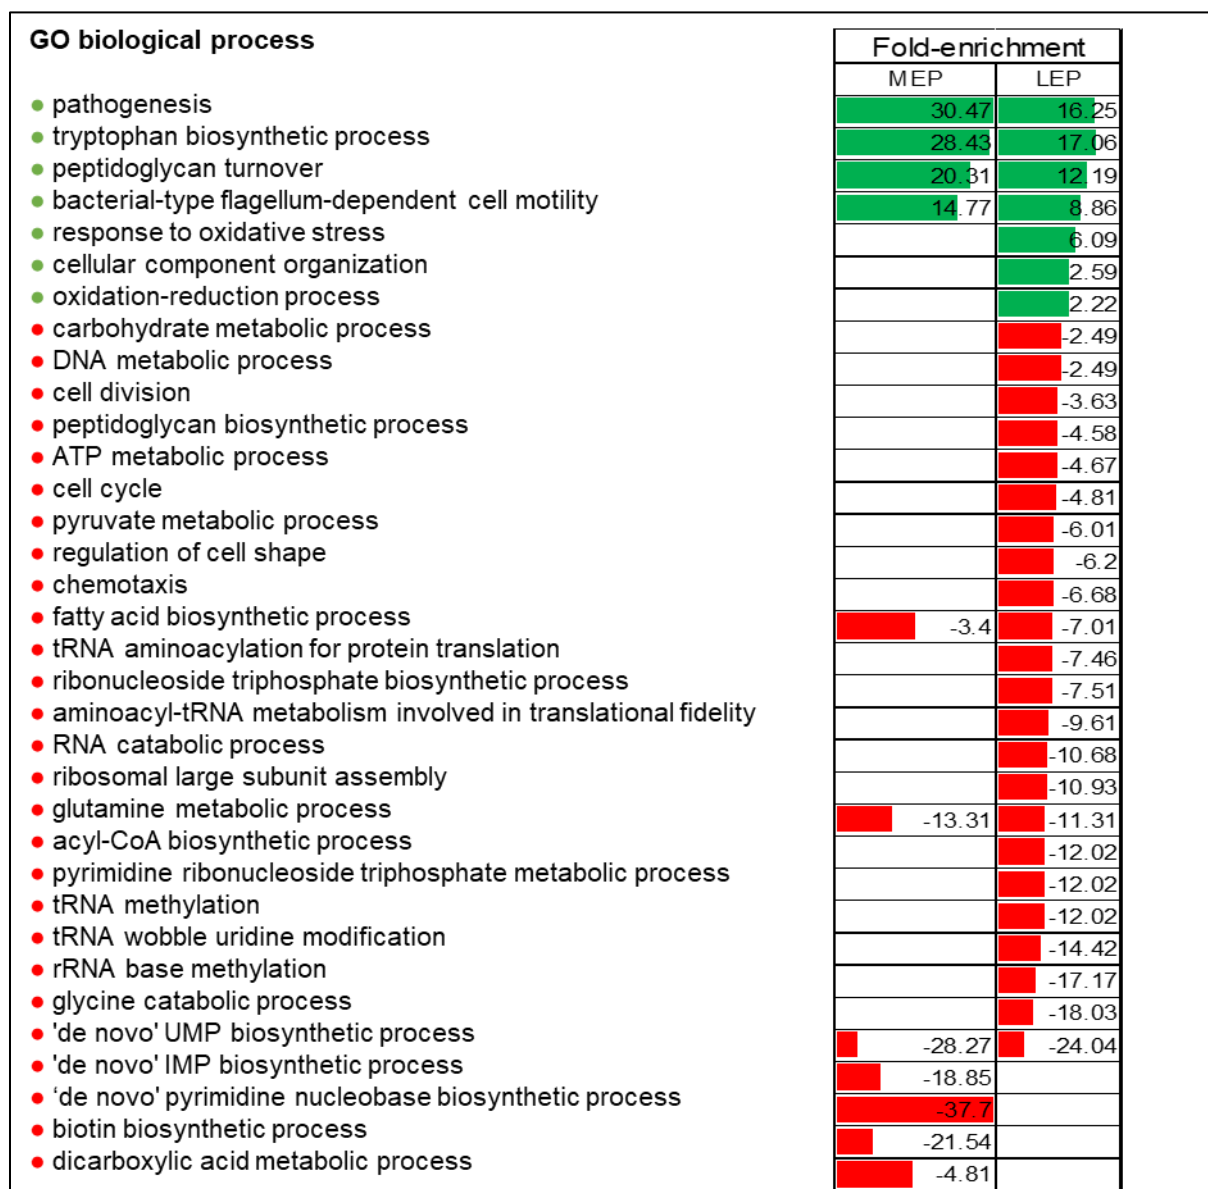 GO biological process
Fold-enrichment
MEP LEP
• pathogenesis 30.47 16.25
• tryptophan biosynthetic process 28.43 17.06
• peptidoglycan turnover 20.31 12.19
• bacterial-type flagellum-dependent cell motility 14.77 8.86
• response to oxidative stress 6.09
• cellular component organization 2.59
• oxidation-reduction process 2.22
• carbohydrate metabolic process -2.49
• DNA metabolic process -2.49
• cell division -3.63
• peptidoglycan biosynthetic process -4.58
• ATP metabolic process -4.67
• cell cycle -4.81
• pyruvate metabolic process -6.01
• regulation of cell shape -6.2
• chemotaxis -6.68
• fatty acid biosynthetic process -3.4 -7.01
• tRNA aminoacylation for protein translation -7.46
• ribonucleoside triphosphate biosynthetic process -7.51
• aminoacyl-tRNA metabolism involved in translational fidelity -9.61
• RNA catabolic process -10.68
• ribosomal large subunit assembly -10.93
• glutamine metabolic process -13.31 -11.31
• acyl-CoA biosynthetic process -12.02
• pyrimidine ribonucleoside triphosphate metabolic process -12.02
• tRNA methylation -12.02
• tRNA wobble uridine modification -14.42
• rRNA base methylation -17.17
• glycine catabolic process -18.03
• 'de novo' UMP biosynthetic process -28.27 -24.04
• 'de novo' IMP biosynthetic process -18.85
• ‘de novo' pyrimidine nucleobase biosynthetic process -37.7
• biotin biosynthetic process -21.54
• dicarboxylic acid metabolic process -4.81